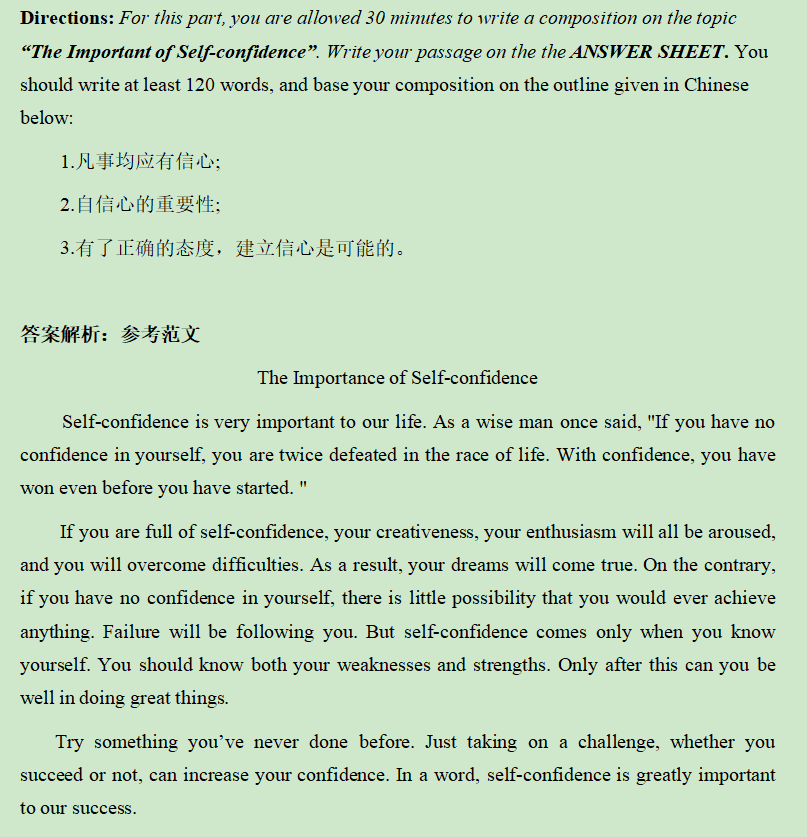 Directions: For this part, you are allowed 30 minutes to write a composition on the topic
“The Important of Self-confidence”. Write your passage on the the ANSWER SHEET. You
should write at least 120 words, and base your composition on the outline given in Chinese
below:
1.凡事均应有信心;
2.自信心的重要性;
3.有了正确的态度，建立信心是可能的。
答案解析：参考范文
The Importance of Self-confidence
Self-confidence is very important to our life. As a wise man once said, "If you have no
confidence in yourself, you are twice defeated in the race of life. With confidence, you have
won even before you have started. "
If you are full of self-confidence, your creativeness, your enthusiasm will all be aroused,
and you will overcome difficulties. As a result, your dreams will come true. On the contrary,
if you have no confidence in yourself, there is little possibility that you would ever achieve
anything. Failure will be following you. But self-confidence comes only when you know
yourself. You should know both your weaknesses and strengths. Only after this can you be
well in doing great things.
Try something you’ve never done before. Just taking on a challenge, whether you
succeed or not, can increase your confidence. In a word, self-confidence is greatly important
to our success.